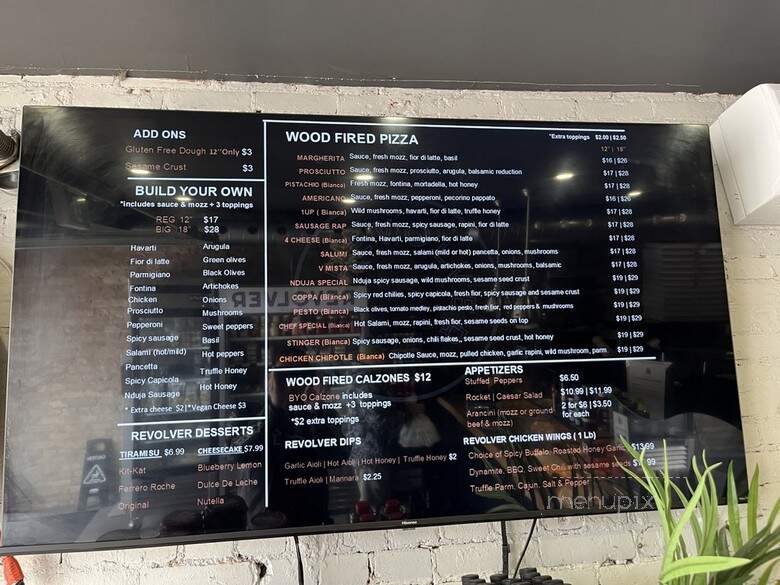 ADD ONS
Gluten Free Dough 12"Only $3
Sesame Crust $3
BUILD YOUR OWN
*includes sauce & mozz + 3 toppings
REG 12" $17
BIG 18" $28
Havarti Arugula
Fior di latte Green olives
Parmigiano Black Olives
Fontina Artichokes
Chicken Onions
Prosciutto Mushrooms
Pepperoni Sweet peppers
Spicy sausage Basil
Salami (hot/mild) Hot peppers
Pancetta Truffle Honey
Spicy Capicola Hot Honey
Nduja Sausage
* Extra cheese $2 | *Vegan Cheese $3
REVOLVER DESSERTS
TIRAMISU $6.99 CHEESECAKE $7.99
Kit-Kat Blueberry Lemon
Ferrero Roche Dulce De Leche
Original Nutella
WOOD FIRED PIZZA *Extra toppings $2.00 | $2.50
12" | 18"
MARGHERITA Sauce, fresh mozz, fior di latte, basil $16 | $26
PROSCIUTTO Sauce, fresh mozz, prosciutto, arugula, balsamic reduction $17 | $28
PISTACHIO (Bianca) Fresh mozz, fontina, mortadella, hot honey $17 | $28
AMERICANO Sauce, fresh mozz, pepperoni, pecorino pappato $16 | $26
1UP ( Bianca) Wild mushrooms, havarti, fior di latte, truffle honey $17 | $28
SAUSAGE RAP Sauce, fresh mozz, spicy sausage, rapini, fior di latte $17 | $28
4 CHEESE (Bianca) Fontina, Havarti, parmigiano, fior di latte $17 | $28
SALUMI Sauce, fresh mozz, salami (mild or hot) pancetta, onions, mushrooms $17 | $28
V MISTA Sauce, fresh mozz, arugula, artichokes, onions, mushrooms, balsamic $17 | $28
NDUJA SPECIAL Nduja spicy sausage, wild mushrooms, sesame seed crust $19 | $29
COPPA (Bianca) Spicy red chilies, spicy capicola, fresh fior, spicy sausage and sesame crust $19 | $29
PESTO (Bianca) Black olives, tomato medley, pistachio pesto, fresh fior, red peppers & mushrooms $19 | $29
CHEF SPECIAL (Bianca) Hot Salami, mozz, rapini, fresh fior, sesame seeds on top $19 | $29
STINGER (Bianca) Spicy sausage, onions, chili flakes,, sesame seed crust, hot honey $19 | $29
CHICKEN CHIPOTLE (Bianca) Chipotle Sauce, mozz, pulled chicken, garlic rapini, wild mushroom, parm $19 | $29
WOOD FIRED CALZONES $12
BYO Calzone includes
sauce & mozz +3 toppings
*$2 extra toppings
REVOLVER DIPS
Garlic Aioli | Hot Aioli | Hot Honey | Truffle Honey $2
Truffle Aioli | Marinara $2.25
APPETIZERS
Stuffed Peppers $6.50
Rocket | Caesar Salad $10.99 | $11.99
Arancini (mozz or ground 2 for $6 | $3.50
beef & mozz) for each
REVOLVER CHICKEN WINGS ( 1 Lb)
Choice of Spicy Buffalo, Roasted Honey Garlic $13.99
Dynamite, BBQ, Sweet Chili with sesame seeds
Truffle Parm, Cajun, Salt & Pepper
Hisense
REVOLVER
menupix